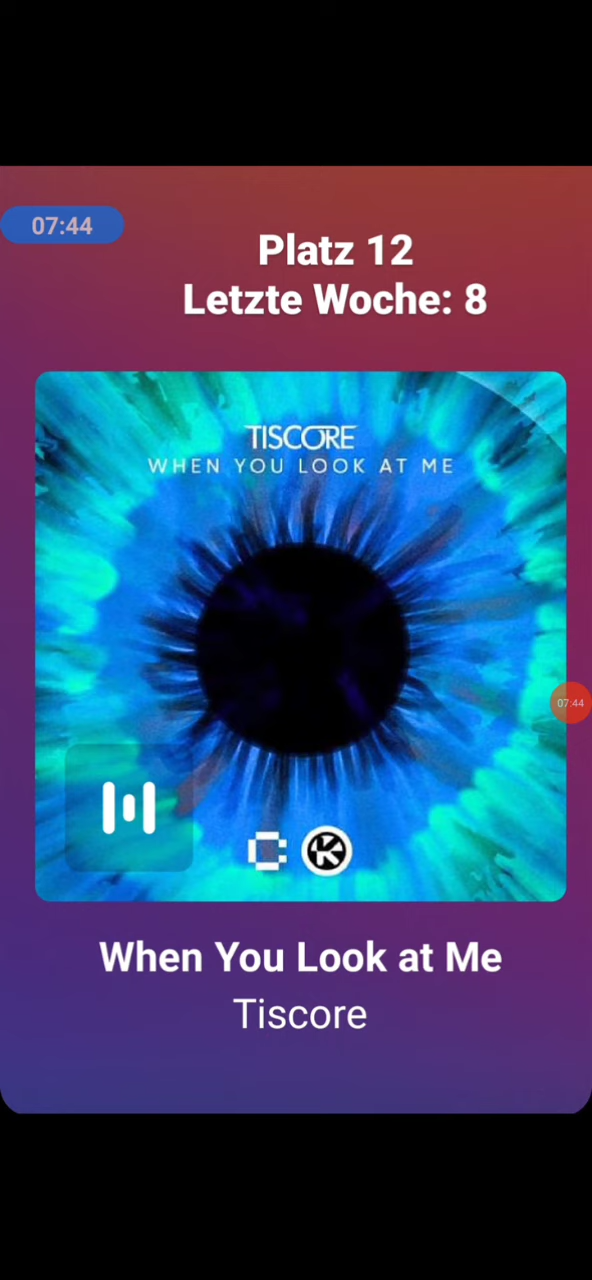 07:44
Platz 12
Letzte Woche: 8
TISCORE
WHEN YOU LOOK AT ME
07:44
K
When You Look at Me
Tiscore